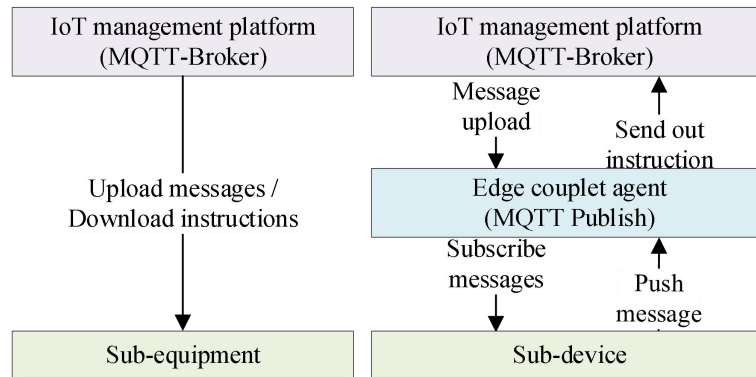 IoT management platform
(MQTT-Broker)
Upload messages /
Download instructions
Sub-equipment
IoT management platform
(MQTT-Broker)
Message
upload
Send out
instruction
Edge couplet agent
(MQTT Publish)
Subscribe
messages
Push
message
Sub-device